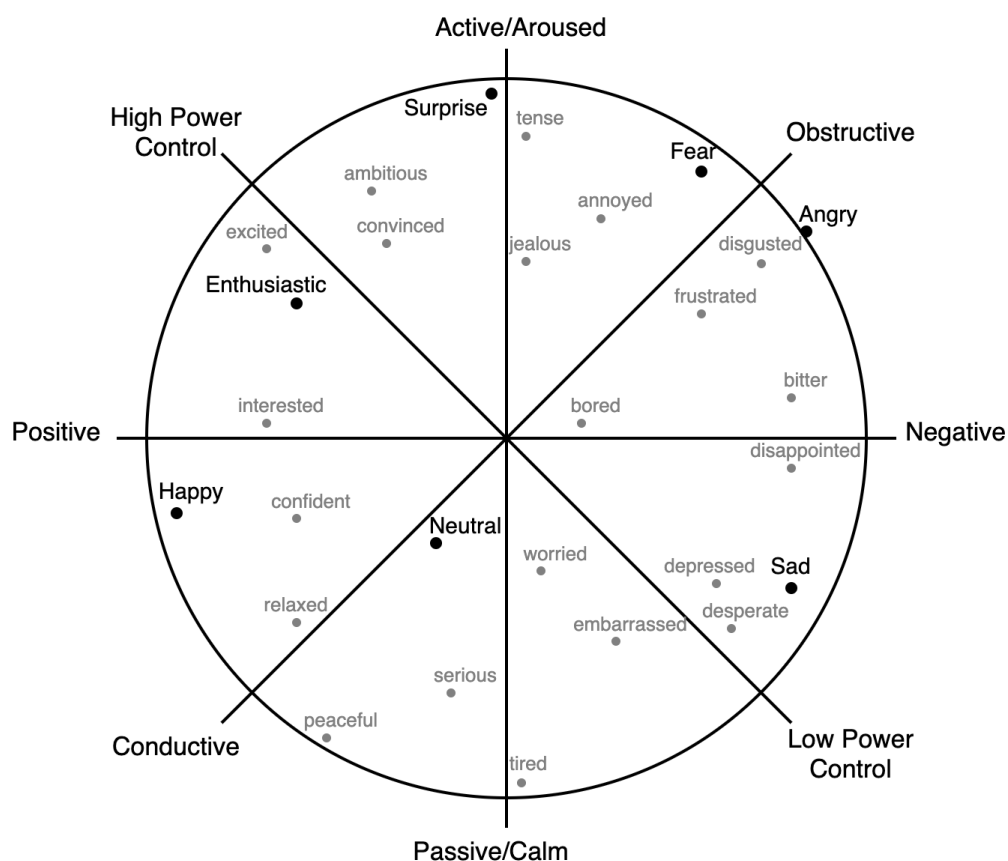 Active/Aroused
Surprise
tense
High Power
Control
Obstructive
Fear
ambitious
annoyed
Angry
convinced
excited
jealous
disgusted
Enthusiastic
frustrated
bitter
interested
bored
Positive
Negative
disappointed
Happy
confident
Neutral
worried
depressed
Sad
relaxed
desperate
embarrassed
serious
peaceful
Conductive
Low Power
Control
tired
Passive/Calm